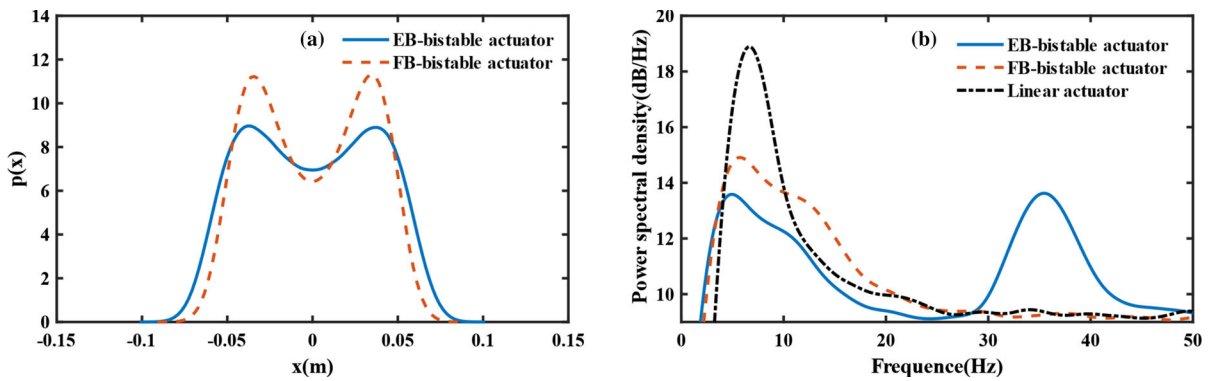 (a)
EB-bistable actuator
FB-bistable actuator
p(x)
14
12
10
8
6
4
2
0
-0.15
-0.1
-0.05
0
0.05
0.1
0.15
x(m)
(b)
EB-bistable actuator
FB-bistable actuator
Linear actuator
Power spectral density(dB/Hz)
20
18
16
14
12
10
0
10
20
30
40
50
Frequence(Hz)